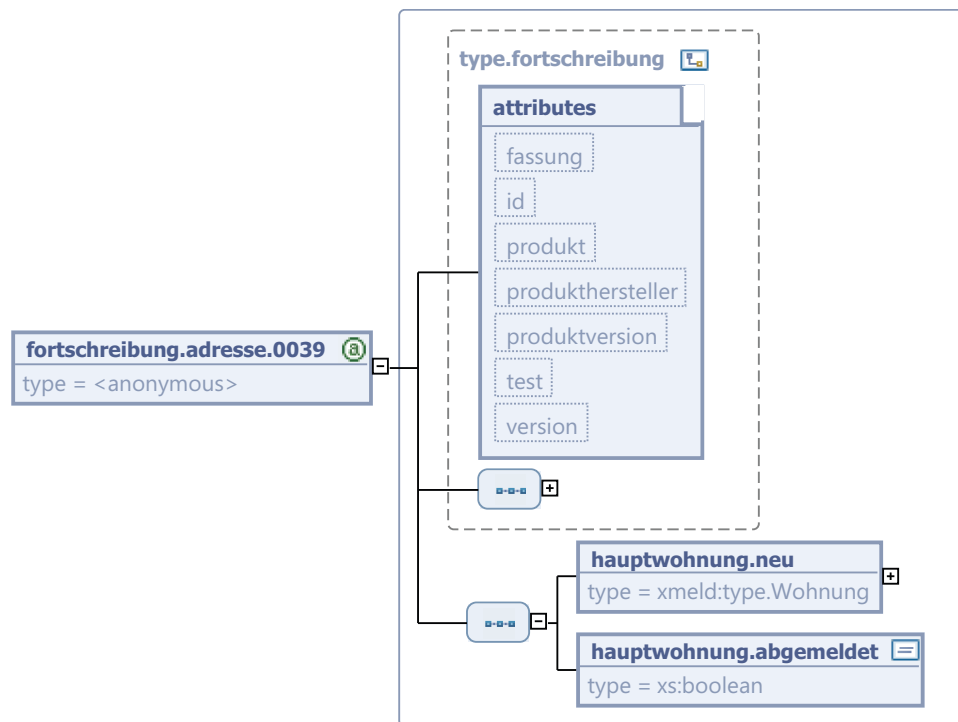 type.fortschreibung
attributes
fassung
id
produkt
produkthersteller
produktversion
test
version
fortschreibung.adresse.0039
type = <anonymous>
hauptwohnung.neu
type = xmeld:type.Wohnung
hauptwohnung.abgemeldet
type = xs:boolean